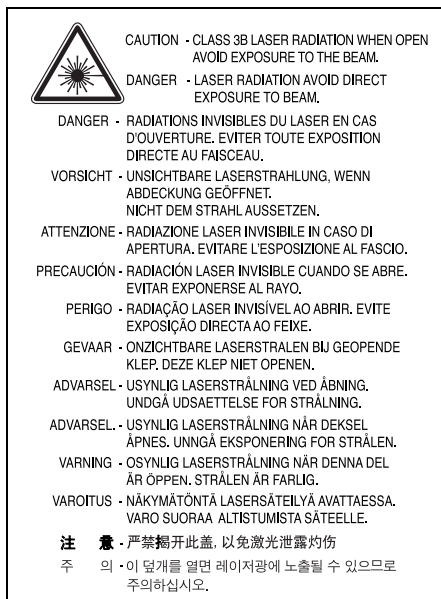 CAUTION - CLASS 3B LASER RADIATION WHEN OPEN
AVOID EXPOSURE TO THE BEAM.
DANGER - LASER RADIATION AVOID DIRECT
EXPOSURE TO BEAM.
DANGER - RADIATIONS INVISIBLES DU LASER EN CAS
D'OUVERTURE. EVITER TOUTE EXPOSITION
DIRECTE AU FAISCEAU.
VORSICHT - UNSICHTBARE LASERSTRAHLUNG, WENN
ABDECKUNG GEÖFFNET.
NICHT DEM STRAHL AUSSETZEN.
ATTENZIONE - RADIAZIONE LASER INVISIBILE IN CASO DI
APERTURA. EVITARE L'ESPOSIZIONE AL FASCIO.
PRECAUCIÓN - RADIACIÓN LASER INVISIBLE CUANDO SE ABRE.
EVITAR EXPONERSE AL RAYO.
PERIGO - RADIAÇÃO LASER INVISÍVEL AO ABRIR. EVITE
EXPOSIÇÃO DIRECTA AO FEIXE.
GEVAAR - ONZICHTBARE LASERSTRALEN BIJ GEOPENDE
KLEP. DEZE KLEP NIET OPENEN.
ADVARSEL - USYNLIG LASERSTRÅLNING VED ÅBNING.
UNDGÅ UDSAETTELSE FOR STRÅLNING.
ADVARSEL. - USYNLIG LASERSTRÅLNING NÅR DEKSEL
ÅPNES. UNNGÅ EKSPONERING FOR STRÅLEN.
VARNING - OSYNLIG LASERSTRÅLNING NÄR DENNA DEL
ÄR ÖPPEN. STRÅLEN ÄR FARLIG.
VAROITUS - NÄKYMÄTÖNTÄ LASERSÄTEILYÄ AVATTAESSA.
VARO SUORAA ALTISTUMISTA SÄTEELLE.
注 意 - 严禁揭开此盖, 以免激光泄露灼伤
주 의 - 이 덮개를 열면 레이저광에 노출될 수 있으므로
주의하십시오.